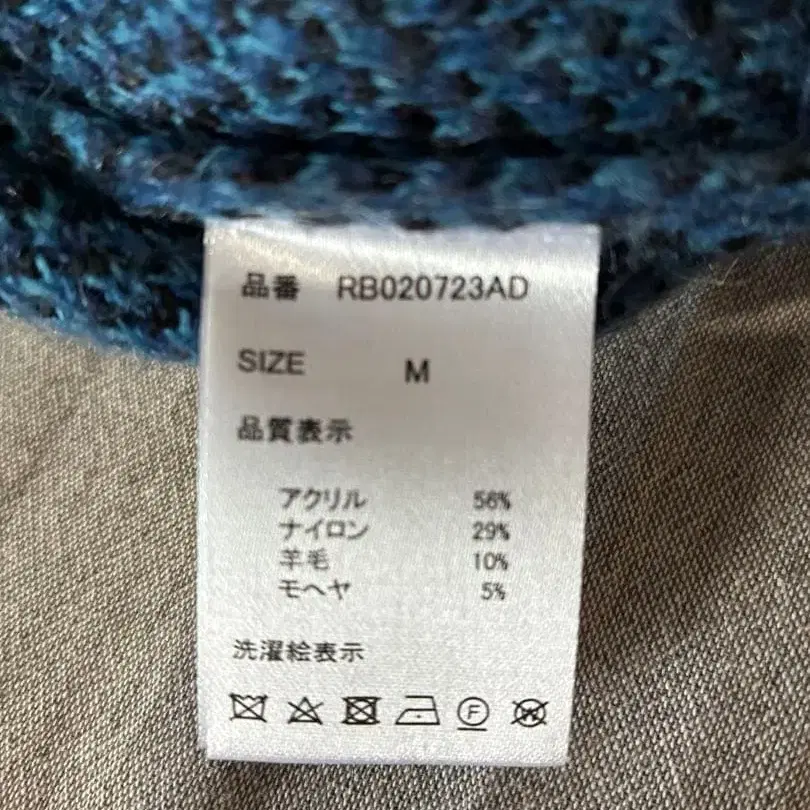 品番 RB020723AD
SIZE M
品質表示
アクリル 56%
ナイロン 29%
羊毛 10%
モヘヤ 5%
洗濯絵表示
F W